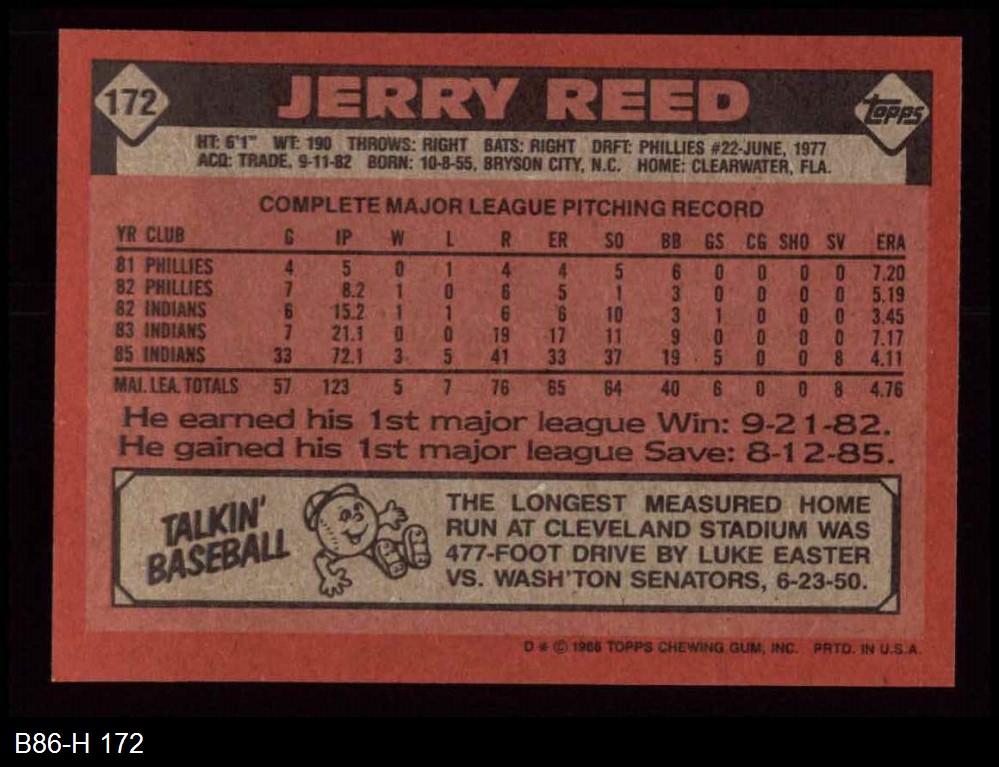 172 JERRY REED topps
HT: 6'1" WT: 190 THROWS: RIGHT BATS: RIGHT DRFT: PHILLIES #22-JUNE, 1977
ACQ: TRADE, 9-11-82 BORN: 10-8-55, BRYSON CITY, N.C. HOME: CLEARWATER, FLA.
COMPLETE MAJOR LEAGUE PITCHING RECORD
YR CLUB G IP W L R ER SO BB GS CG SHO SV ERA
81 PHILLIES 4 5 0 1 4 4 5 6 0 0 0 0 7.20
82 PHILLIES 7 8.2 1 0 6 5 1 3 0 0 0 0 5.19
82 INDIANS 6 15.2 1 1 6 6 10 3 1 0 0 0 3.45
83 INDIANS 7 21.1 0 0 19 17 11 9 0 0 0 0 7.17
85 INDIANS 33 72.1 3 5 41 33 37 19 5 0 0 8 4.11
MAJ. LEA. TOTALS 57 123 5 7 76 65 64 40 6 0 0 8 4.76
He earned his 1st major league Win: 9-21-82.
He gained his 1st major league Save: 8-12-85.
TALKIN'
BASEBALL
THE LONGEST MEASURED HOME
RUN AT CLEVELAND STADIUM WAS
477-FOOT DRIVE BY LUKE EASTER
VS. WASH'TON SENATORS, 6-23-50.
D * © 1986 TOPPS CHEWING GUM, INC. PRTD. IN U.S.A.
B86-H 172